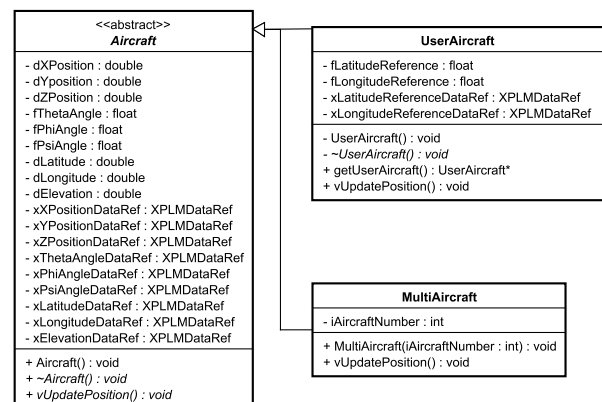 <<abstract>>
Aircraft
- dXPosition : double
- dYposition : double
- dZPosition : double
- fThetaAngle : float
- fPhiAngle : float
- fPsiAngle : float
- dLatitude : double
- dLongitude : double
- dElevation : double
- xXPositionDataRef : XPLMDataRef
- xYPositionDataRef : XPLMDataRef
- xZPositionDataRef : XPLMDataRef
- xThetaAngleDataRef : XPLMDataRef
- xPhiAngleDataRef : XPLMDataRef
- xPsiAngleDataRef : XPLMDataRef
- xLatitudeDataRef : XPLMDataRef
- xLongitudeDataRef : XPLMDataRef
- xElevationDataRef : XPLMDataRef
+ Aircraft() : void
+ ~Aircraft() : void
+ vUpdatePosition() : void
UserAircraft
- fLatitudeReference : float
- fLongitudeReference : float
- xLatitudeReferenceDataRef : XPLMDataRef
- xLongitudeReferenceDataRef : XPLMDataRef
- UserAircraft() : void
- ~UserAircraft() : void
+ getUserAircraft() : UserAircraft*
+ vUpdatePosition() : void
MultiAircraft
- iAircraftNumber : int
+ MultiAircraft(iAircraftNumber : int) : void
+ vUpdatePosition() : void